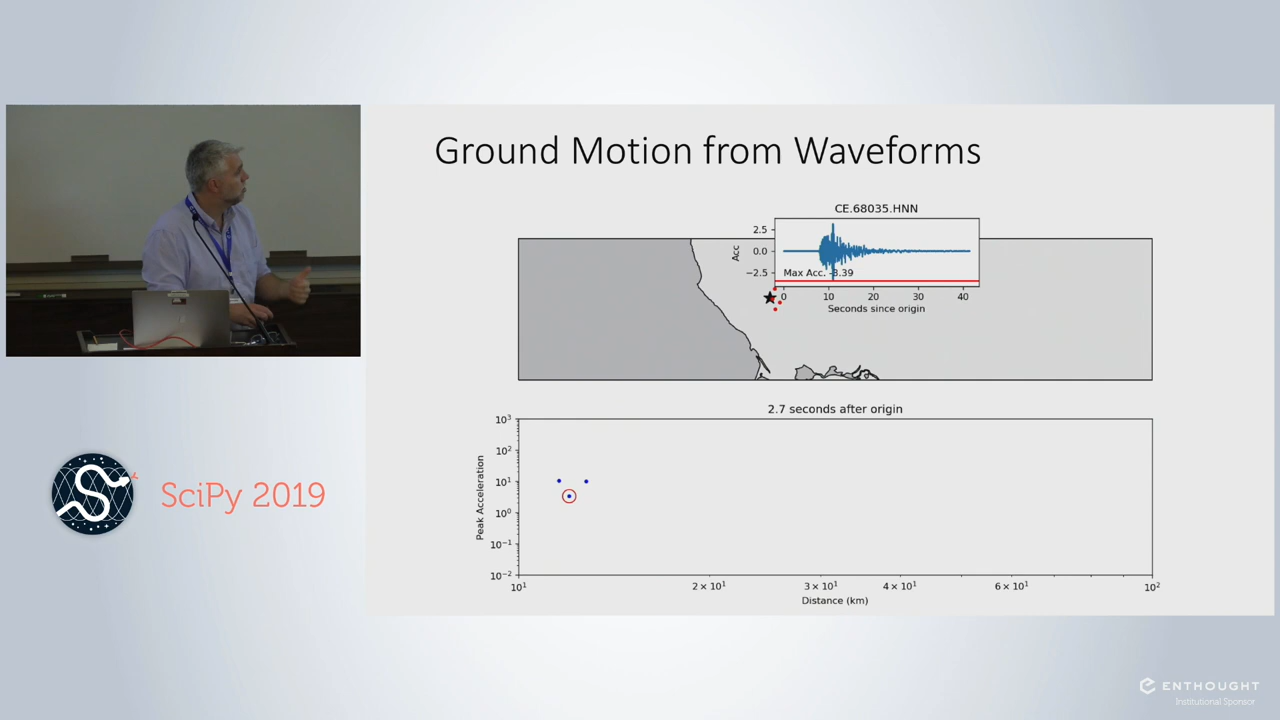 Ground Motion from Waveforms
CE.68035.HNN
2.5
0.0
−2.5
Acc
Max Acc. -3.39
0 10 20 30 40
Seconds since origin
2.7 seconds after origin
10³
10²
10¹
10⁰
10⁻¹
10⁻²
Peak Acceleration
10¹ 2 × 10¹ 3 × 10¹ 4 × 10¹ 6 × 10¹ 10²
Distance (km)
SciPy 2019
ENTHOUGHT
Institutional Sponsor